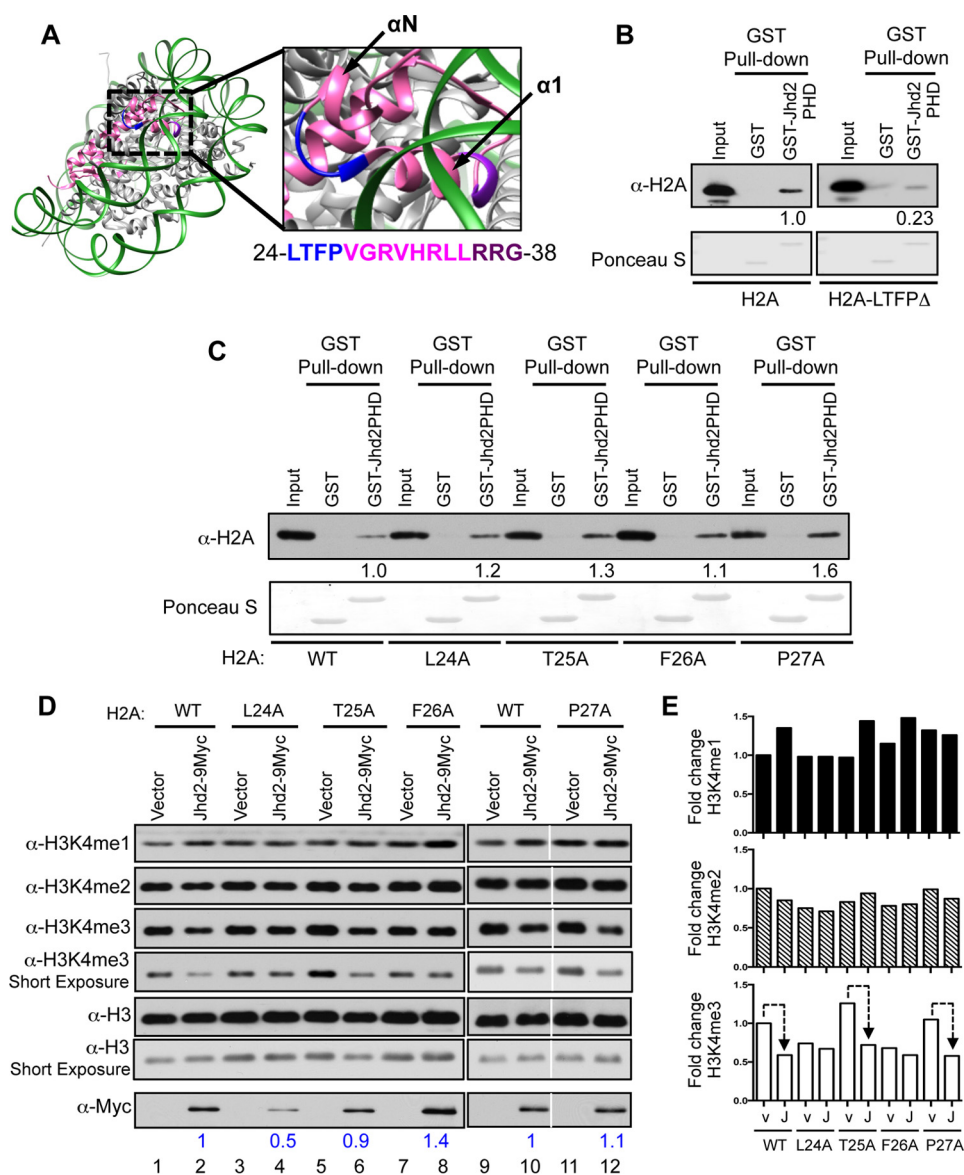 A
αN
α1
24-LTFPVGRVHRLLRRG-38
B
GST
Pull-down
GST
Pull-down
Input
GST
GST-Jhd2
PHD
Input
GST
GST-Jhd2
PHD
α-H2A
1.0
0.23
Ponceau S
H2A
H2A-LTFPΔ
C
GST
Pull-down
GST
Pull-down
GST
Pull-down
GST
Pull-down
GST
Pull-down
Input
GST
GST-Jhd2PHD
Input
GST
GST-Jhd2PHD
Input
GST
GST-Jhd2PHD
Input
GST
GST-Jhd2PHD
Input
GST
GST-Jhd2PHD
α-H2A
1.0 1.2 1.3 1.1 1.6
Ponceau S
H2A: WT L24A T25A F26A P27A
D
H2A: WT L24A T25A F26A WT P27A
Vector
Jhd2-9Myc
Vector
Jhd2-9Myc
Vector
Jhd2-9Myc
Vector
Jhd2-9Myc
Vector
Jhd2-9Myc
Vector
Jhd2-9Myc
α-H3K4me1
α-H3K4me2
α-H3K4me3
α-H3K4me3
Short Exposure
α-H3
α-H3
Short Exposure
α-Myc
1 0.5 0.9 1.4 1 1.1
1 2 3 4 5 6 7 8 9 10 11 12
E
Fold change
H3K4me1
1.5
1.0
0.5
0.0
Fold change
H3K4me2
1.5
1.0
0.5
0.0
Fold change
H3K4me3
1.5
1.0
0.5
0.0
v J v J v J v J v J
WT L24A T25A F26A P27A